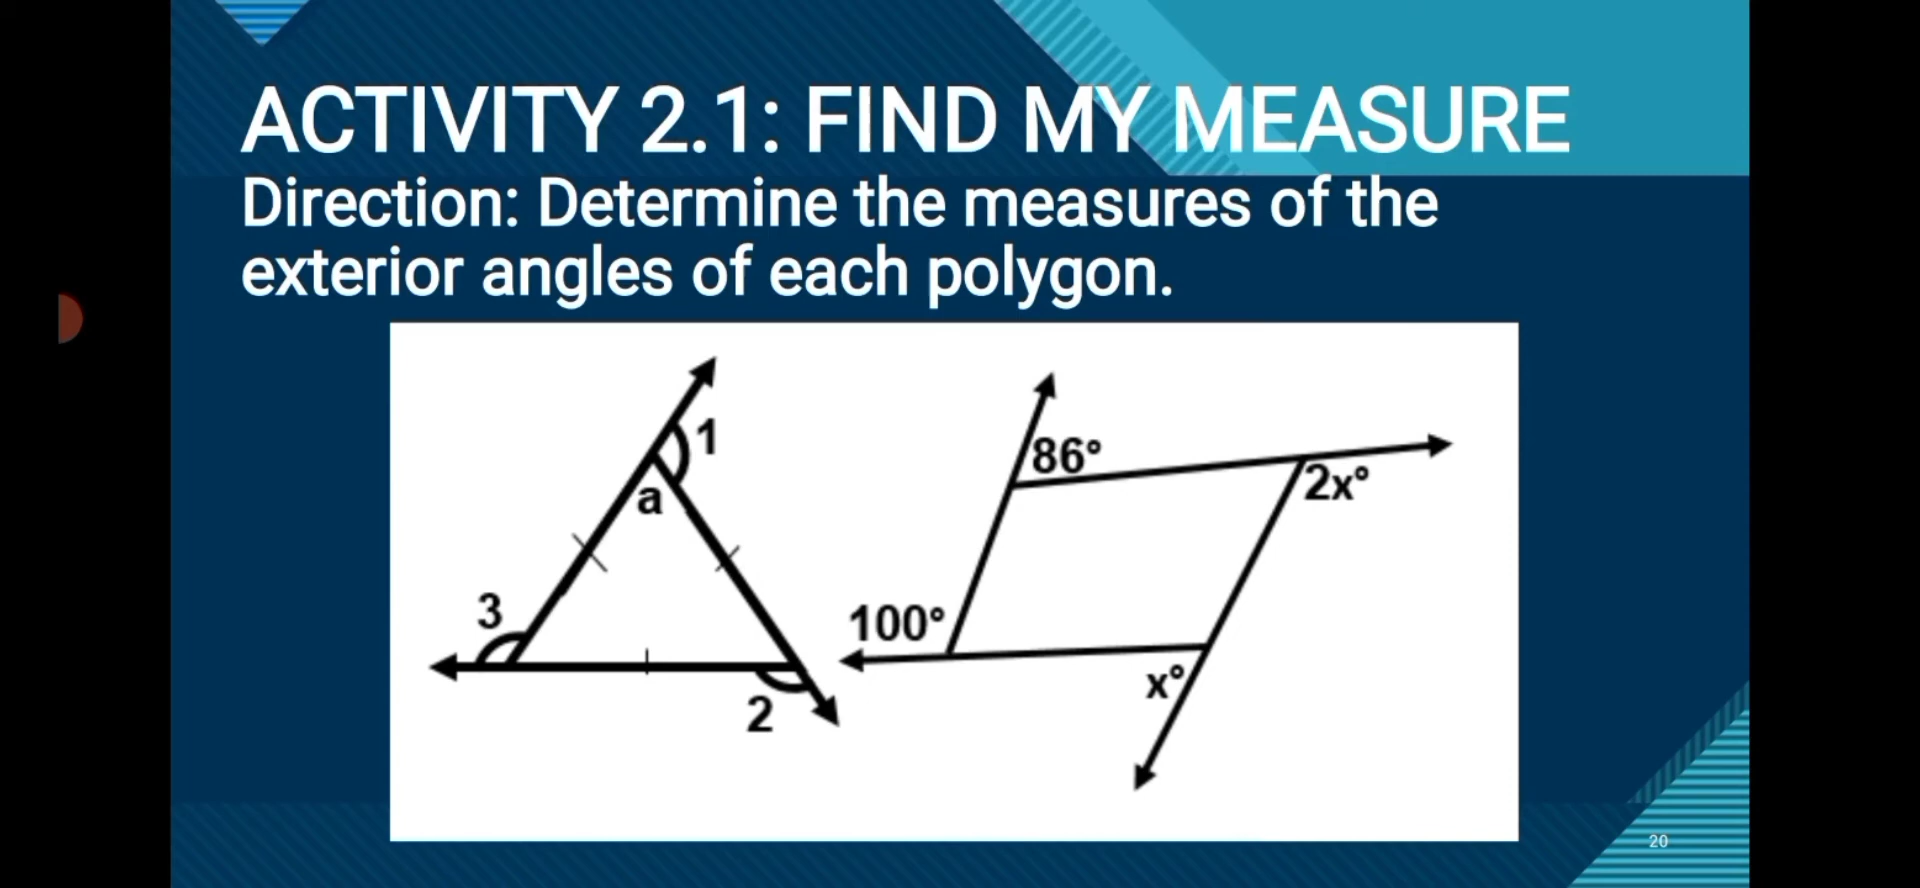 ACTIVITY 2.1: FIND MY MEASURE
Direction: Determine the measures of the
exterior angles of each polygon.
1
a
3
2
86°
2x°
100°
x°
20